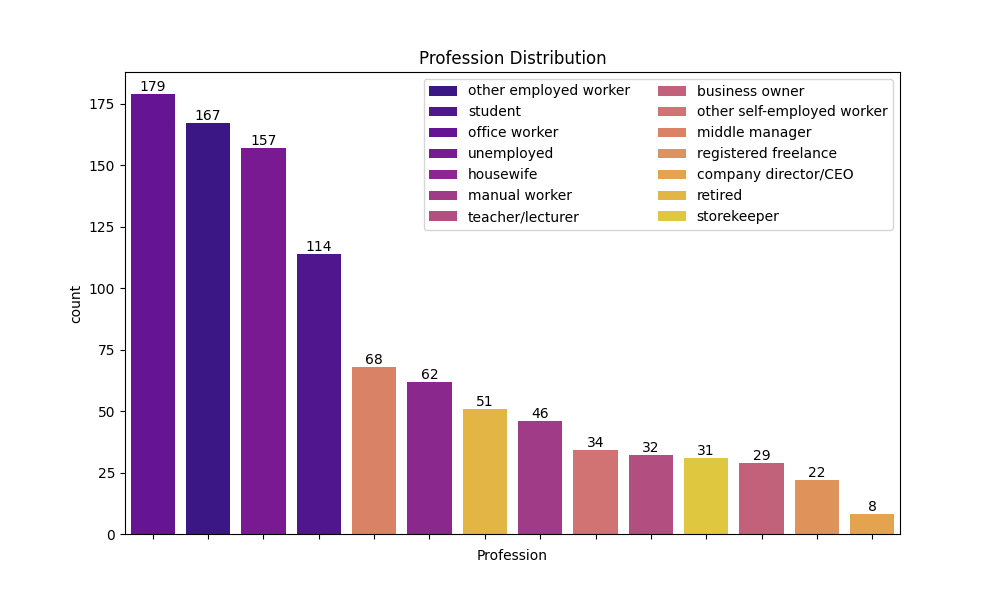 Profession Distribution
other employed worker
student
office worker
unemployed
housewife
manual worker
teacher/lecturer
business owner
other self-employed worker
middle manager
registered freelance
company director/CEO
retired
storekeeper
179
167
157
114
68
62
51
46
34
32
31
29
22
8
175
150
125
100
75
50
25
0
count
Profession